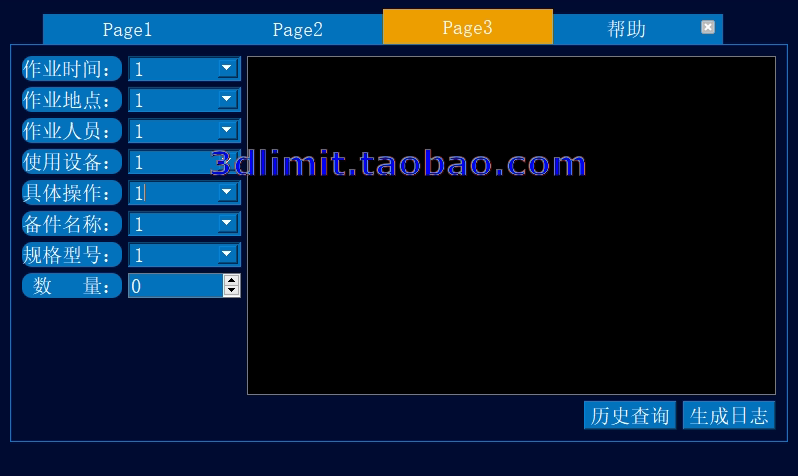 Page1 Page2 Page3 帮助
作业时间: 1
作业地点: 1
作业人员: 1
使用设备: 1
3dlimit.taobao.com
具体操作: 1
备件名称: 1
规格型号: 1
数 量: 0
历史查询 生成日志